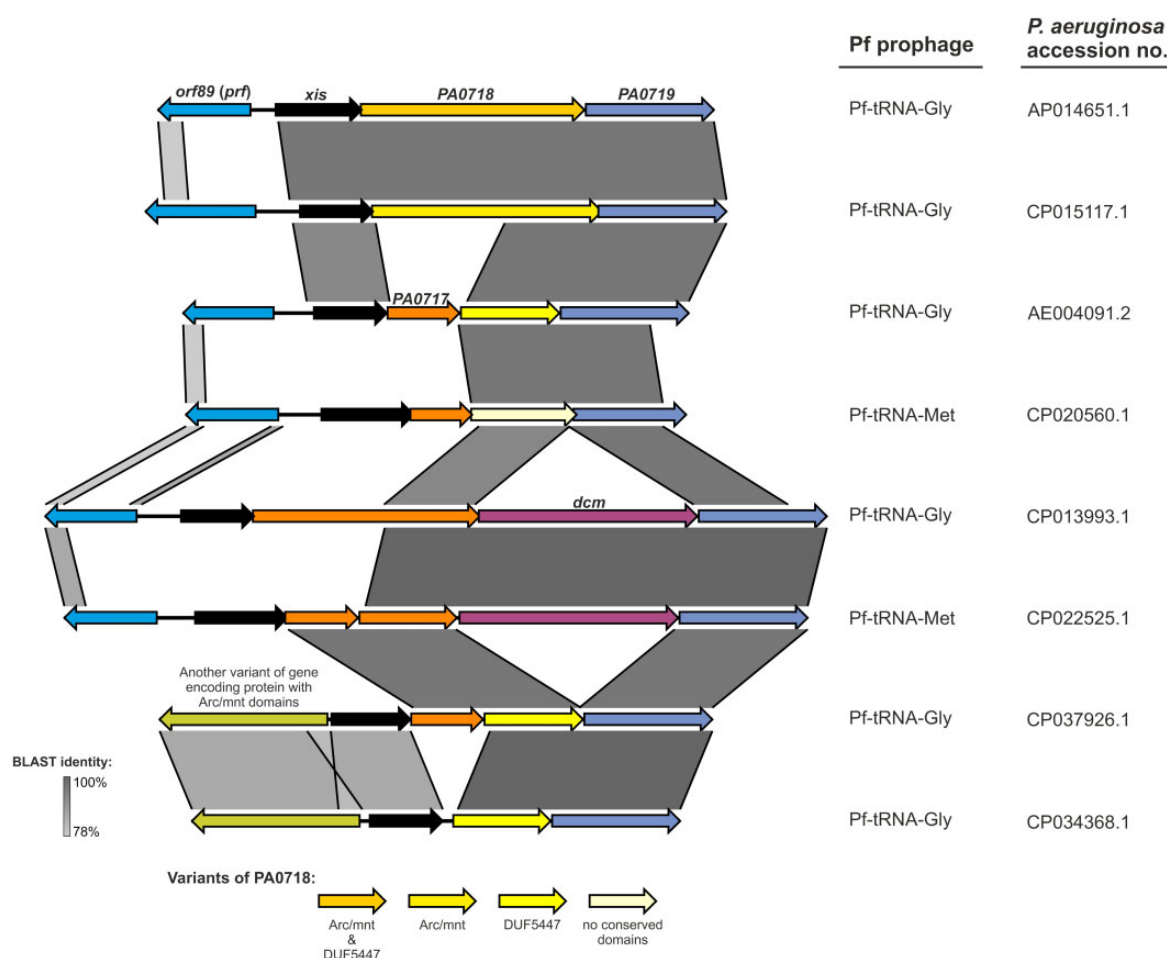 Pf prophage
P. aeruginosa
accession no.
orf89 (prf)
xis
PA0718
PA0719
Pf-tRNA-Gly
AP014651.1
Pf-tRNA-Gly
CP015117.1
PA0717
Pf-tRNA-Gly
AE004091.2
Pf-tRNA-Met
CP020560.1
dcm
Pf-tRNA-Gly
CP013993.1
Pf-tRNA-Met
CP022525.1
Another variant of gene
encoding protein with
Arc/mnt domains
Pf-tRNA-Gly
CP037926.1
BLAST identity:
100%
78%
Pf-tRNA-Gly
CP034368.1
Variants of PA0718:
Arc/mnt
&
DUF5447
Arc/mnt
DUF5447
no conserved
domains